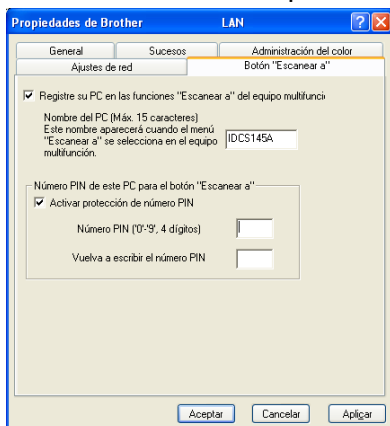 Propiedades de Brother LAN
General Sucesos Administración del color
Ajustes de red Botón "Escanear a"
Registre su PC en las funciones "Escanear a" del equipo multifunci
Nombre del PC (Máx. 15 caracteres)
Este nombre aparecerá cuando el menú
"Escanear a" se selecciona en el equipo
multifunción.
IDCS145A
Número PIN de este PC para el botón "Escanear a"
Activar protección de número PIN
Número PIN ('0'-'9', 4 dígitos)
Vuelva a escribir el número PIN
Aceptar Cancelar Aplicar